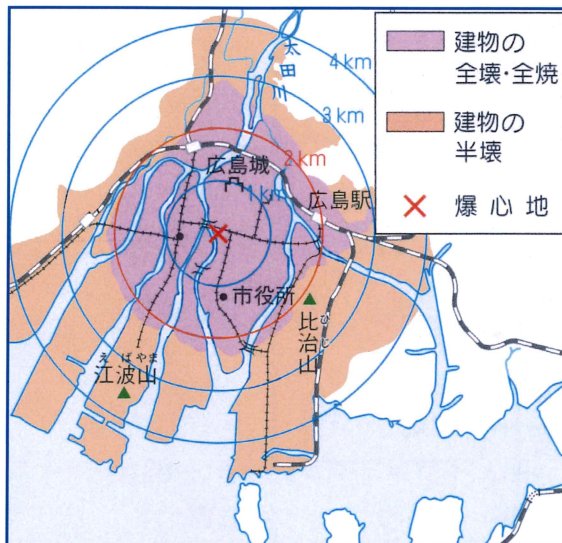 建物の
全壊・全焼
建物の
半壊
爆心地
太田川
4km
3km
2km
1km
広島城
広島駅
市役所
比治山
ひじ
江波山
えばやま